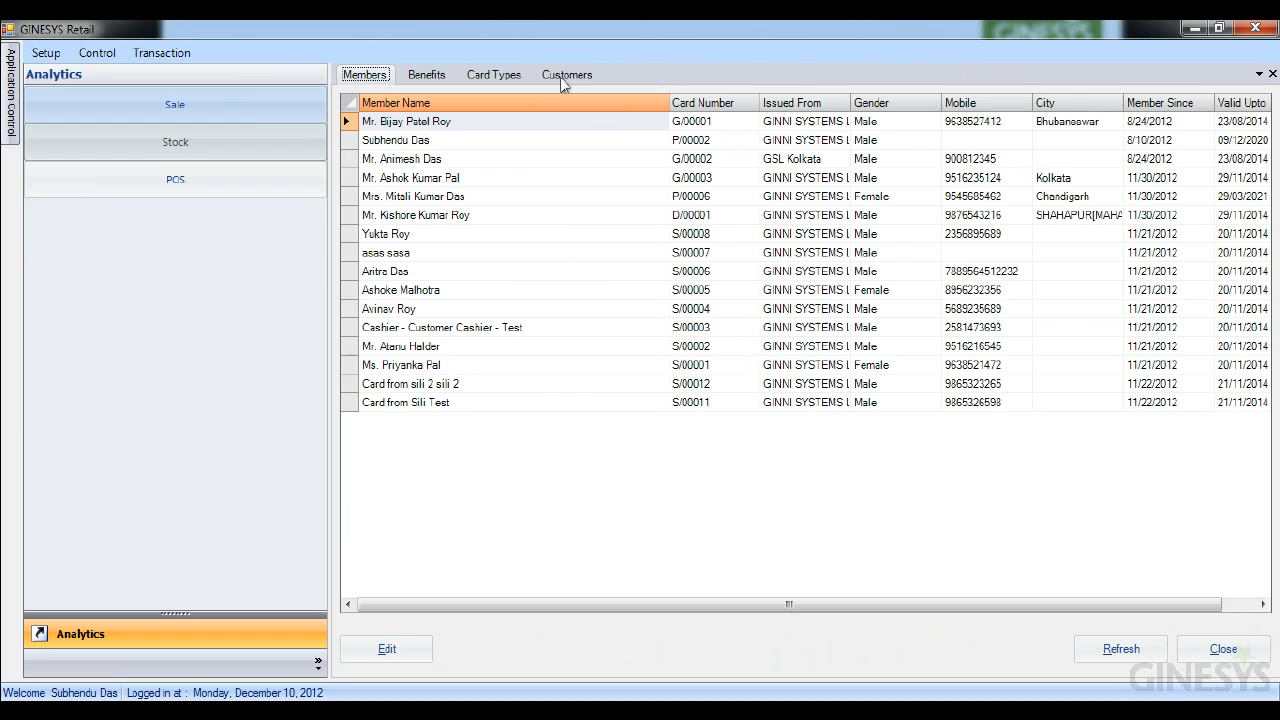 GINESYS Retail
GINESYS
Setup Control Transaction
Application Control
Analytics
Sale
Stock
POS
Analytics
Members Benefits Card Types Customers
Member Name Card Number Issued From Gender Mobile City Member Since Valid Upto
Mr. Bijay Patel Roy G/00001 GINNI SYSTEMS L Male 9638527412 Bhubaneswar 8/24/2012 23/08/2014
Subhendu Das P/00002 GINNI SYSTEMS L Male 8/10/2012 09/12/2020
Mr. Animesh Das G/00002 GSL Kolkata Male 900812345 8/24/2012 23/08/2014
Mr. Ashok Kumar Pal G/00003 GINNI SYSTEMS L Male 9516235124 Kolkata 11/30/2012 29/11/2014
Mrs. Mitali Kumar Das P/00006 GINNI SYSTEMS L Female 9545685462 Chandigarh 11/30/2012 29/03/2021
Mr. Kishore Kumar Roy D/00001 GINNI SYSTEMS L Male 9876543216 SHAHAPUR[MAHA 11/30/2012 29/11/2014
Yukta Roy S/00008 GINNI SYSTEMS L Male 2356895689 11/21/2012 20/11/2014
asas sasa S/00007 GINNI SYSTEMS L Male 11/21/2012 20/11/2014
Aritra Das S/00006 GINNI SYSTEMS L Male 7889564512232 11/21/2012 20/11/2014
Ashoke Malhotra S/00005 GINNI SYSTEMS L Female 8956232356 11/21/2012 20/11/2014
Avinav Roy S/00004 GINNI SYSTEMS L Male 5689235689 11/21/2012 20/11/2014
Cashier - Customer Cashier - Test S/00003 GINNI SYSTEMS L Male 2581473693 11/21/2012 20/11/2014
Mr. Atanu Halder S/00002 GINNI SYSTEMS L Male 9516216545 11/21/2012 20/11/2014
Ms. Priyanka Pal S/00001 GINNI SYSTEMS L Female 9638521472 11/21/2012 20/11/2014
Card from sili 2 sili 2 S/00012 GINNI SYSTEMS L Male 9865323265 11/22/2012 21/11/2014
Card from Sili Test S/00011 GINNI SYSTEMS L Male 9865326598 11/22/2012 21/11/2014
Edit Refresh Close
GINESYS
Welcome Subhendu Das Logged in at : Monday, December 10, 2012